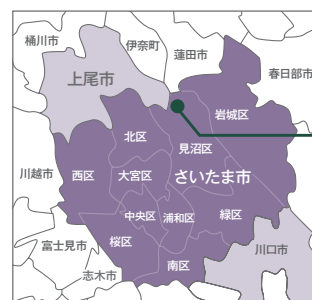 桶川市
伊奈町
蓮田市
上尾市
春日部市
岩槻区
北区
見沼区
川越市
西区
大宮区
さいたま市
中央区
浦和区
緑区
富士見市
桜区
川口市
志木市
南区